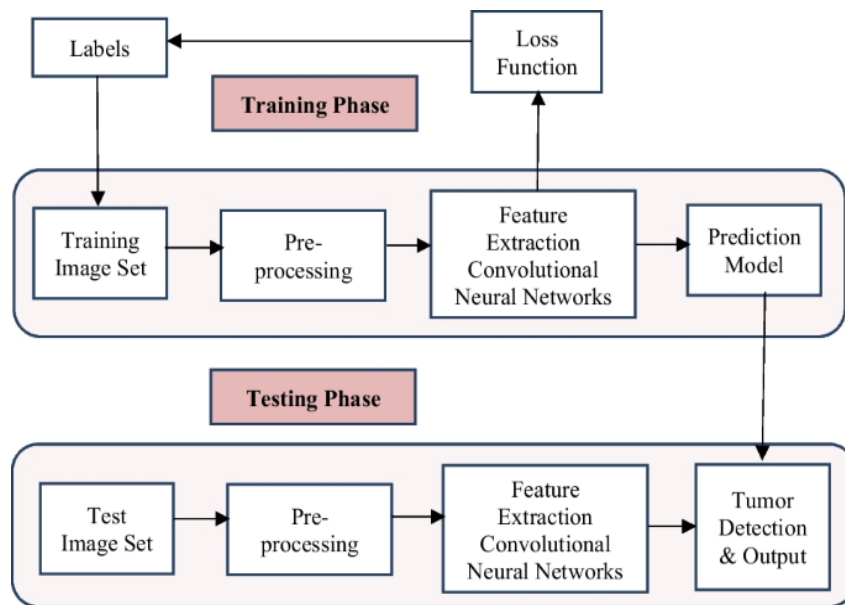 Labels
Loss
Function
Training Phase
Training
Image Set
Pre-
processing
Feature
Extraction
Convolutional
Neural Networks
Prediction
Model
Testing Phase
Test
Image Set
Pre-
processing
Feature
Extraction
Convolutional
Neural Networks
Tumor
Detection
& Output